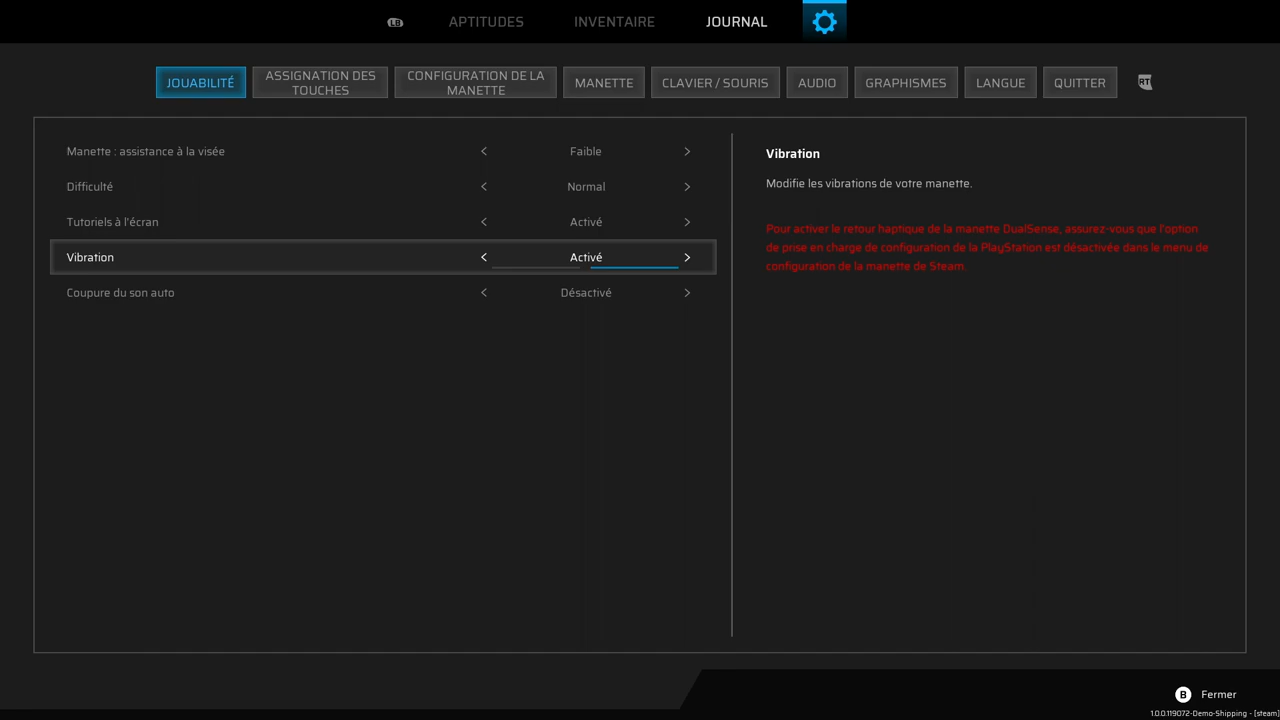 LB APTITUDES INVENTAIRE JOURNAL
JOUABILITÉ
ASSIGNATION DES
TOUCHES
CONFIGURATION DE LA
MANETTE
MANETTE
CLAVIER / SOURIS
AUDIO
GRAPHISMES
LANGUE
QUITTER
RT
Manette : assistance à la visée < Faible >
Difficulté < Normal >
Tutoriels à l'écran < Activé >
Vibration < Activé >
Coupure du son auto < Désactivé >
Vibration
Modifie les vibrations de votre manette.
Pour activer le retour haptique de la manette DualSense, assurez-vous que l'option
de prise en charge de configuration de la PlayStation est désactivée dans le menu de
configuration de la manette de Steam
B Fermer
1.0.0.119072-Demo-Shipping - [steam]